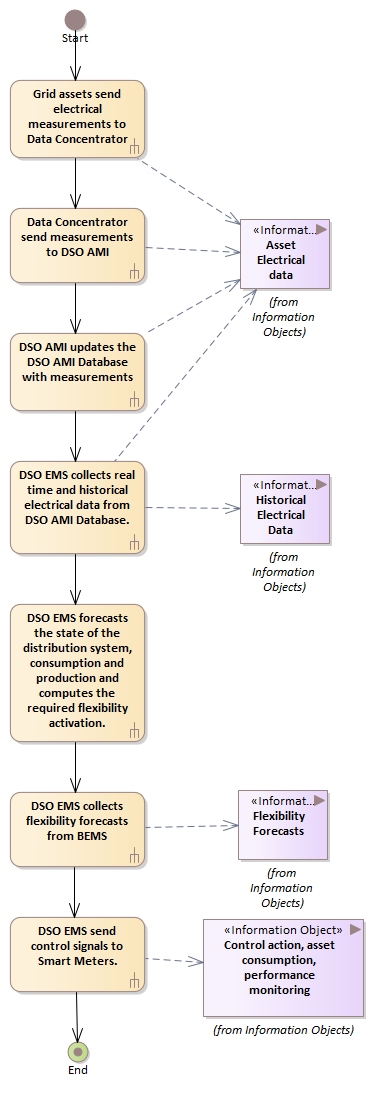 Start
Grid assets send
electrical
measurements to
Data Concentrator
Data Concentrator
send measurements
to DSO AMI
«Informat...
Asset
Electrical
data
(from
Information
Objects)
DSO AMI updates the
DSO AMI Database
with measurements
DSO EMS collects real
time and historical
electrical data from
DSO AMI Database.
«Informat...
Historical
Electrical
Data
(from
Information
Objects)
DSO EMS forecasts
the state of the
distribution system,
consumption and
production and
computes the
required flexibility
activation.
DSO EMS collects
flexibility forecasts
from BEMS
«Informat...
Flexibility
Forecasts
(from
Information
Objects)
DSO EMS send
control signals to
Smart Meters.
«Information Object»
Control action, asset
consumption,
performance
monitoring
(from Information Objects)
End